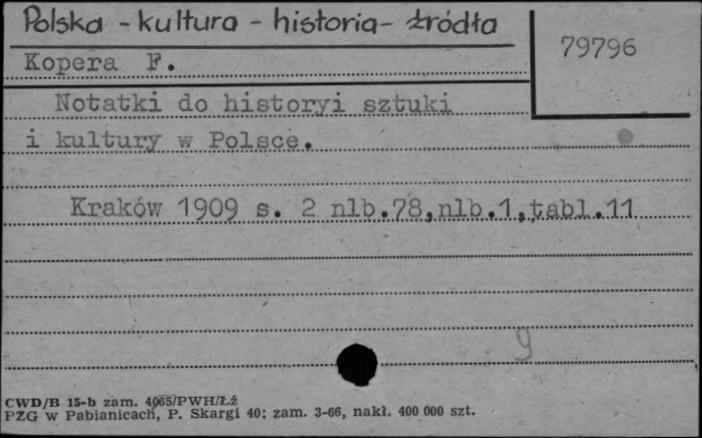 Polska - kultura - historia - źródła
79796
Kopera F.
Notatki do historyi sztuki
i kultury w Polsce.
Kraków 1909 s. 2 nlb.78,nlb.1,tabl.11
9
CWD/B 15-b zam. 4065/PWH/Łź
PZG w Pabianicach, P. Skargi 40; zam. 3-66, nakł. 400 000 szt.